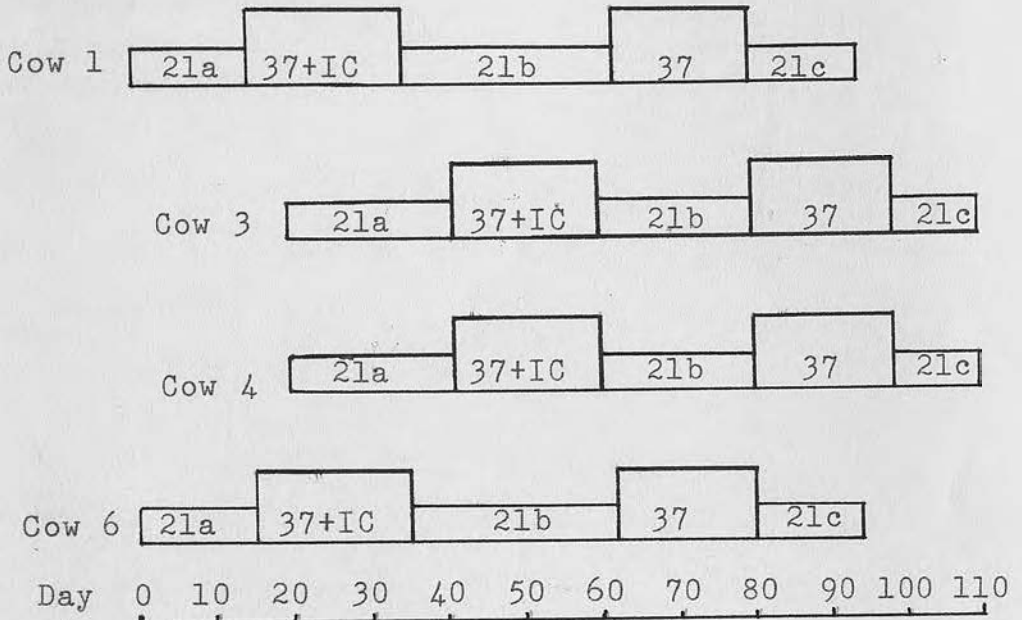 Cow 1 21a 37+IC 21b 37 21c
Cow 3 21a 37+IC 21b 37 21c
Cow 4 21a 37+IC 21b 37 21c
Cow 6 21a 37+IC 21b 37 21c
Day 0 10 20 30 40 50 60 70 80 90 100 110